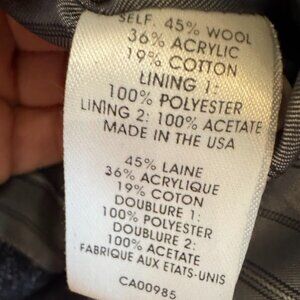 SELF. 45% WOOL
36% ACRYLIC
19% COTTON
LINING 1:
100% POLYESTER
LINING 2: 100% ACETATE
MADE IN THE USA
45% LAINE
36% ACRYLIQUE
19% COTON
DOUBLURE 1:
100% POLYESTER
DOUBLURE 2:
100% ACETATE
FABRIQUE AUX ETATS-UNIS
CA00985